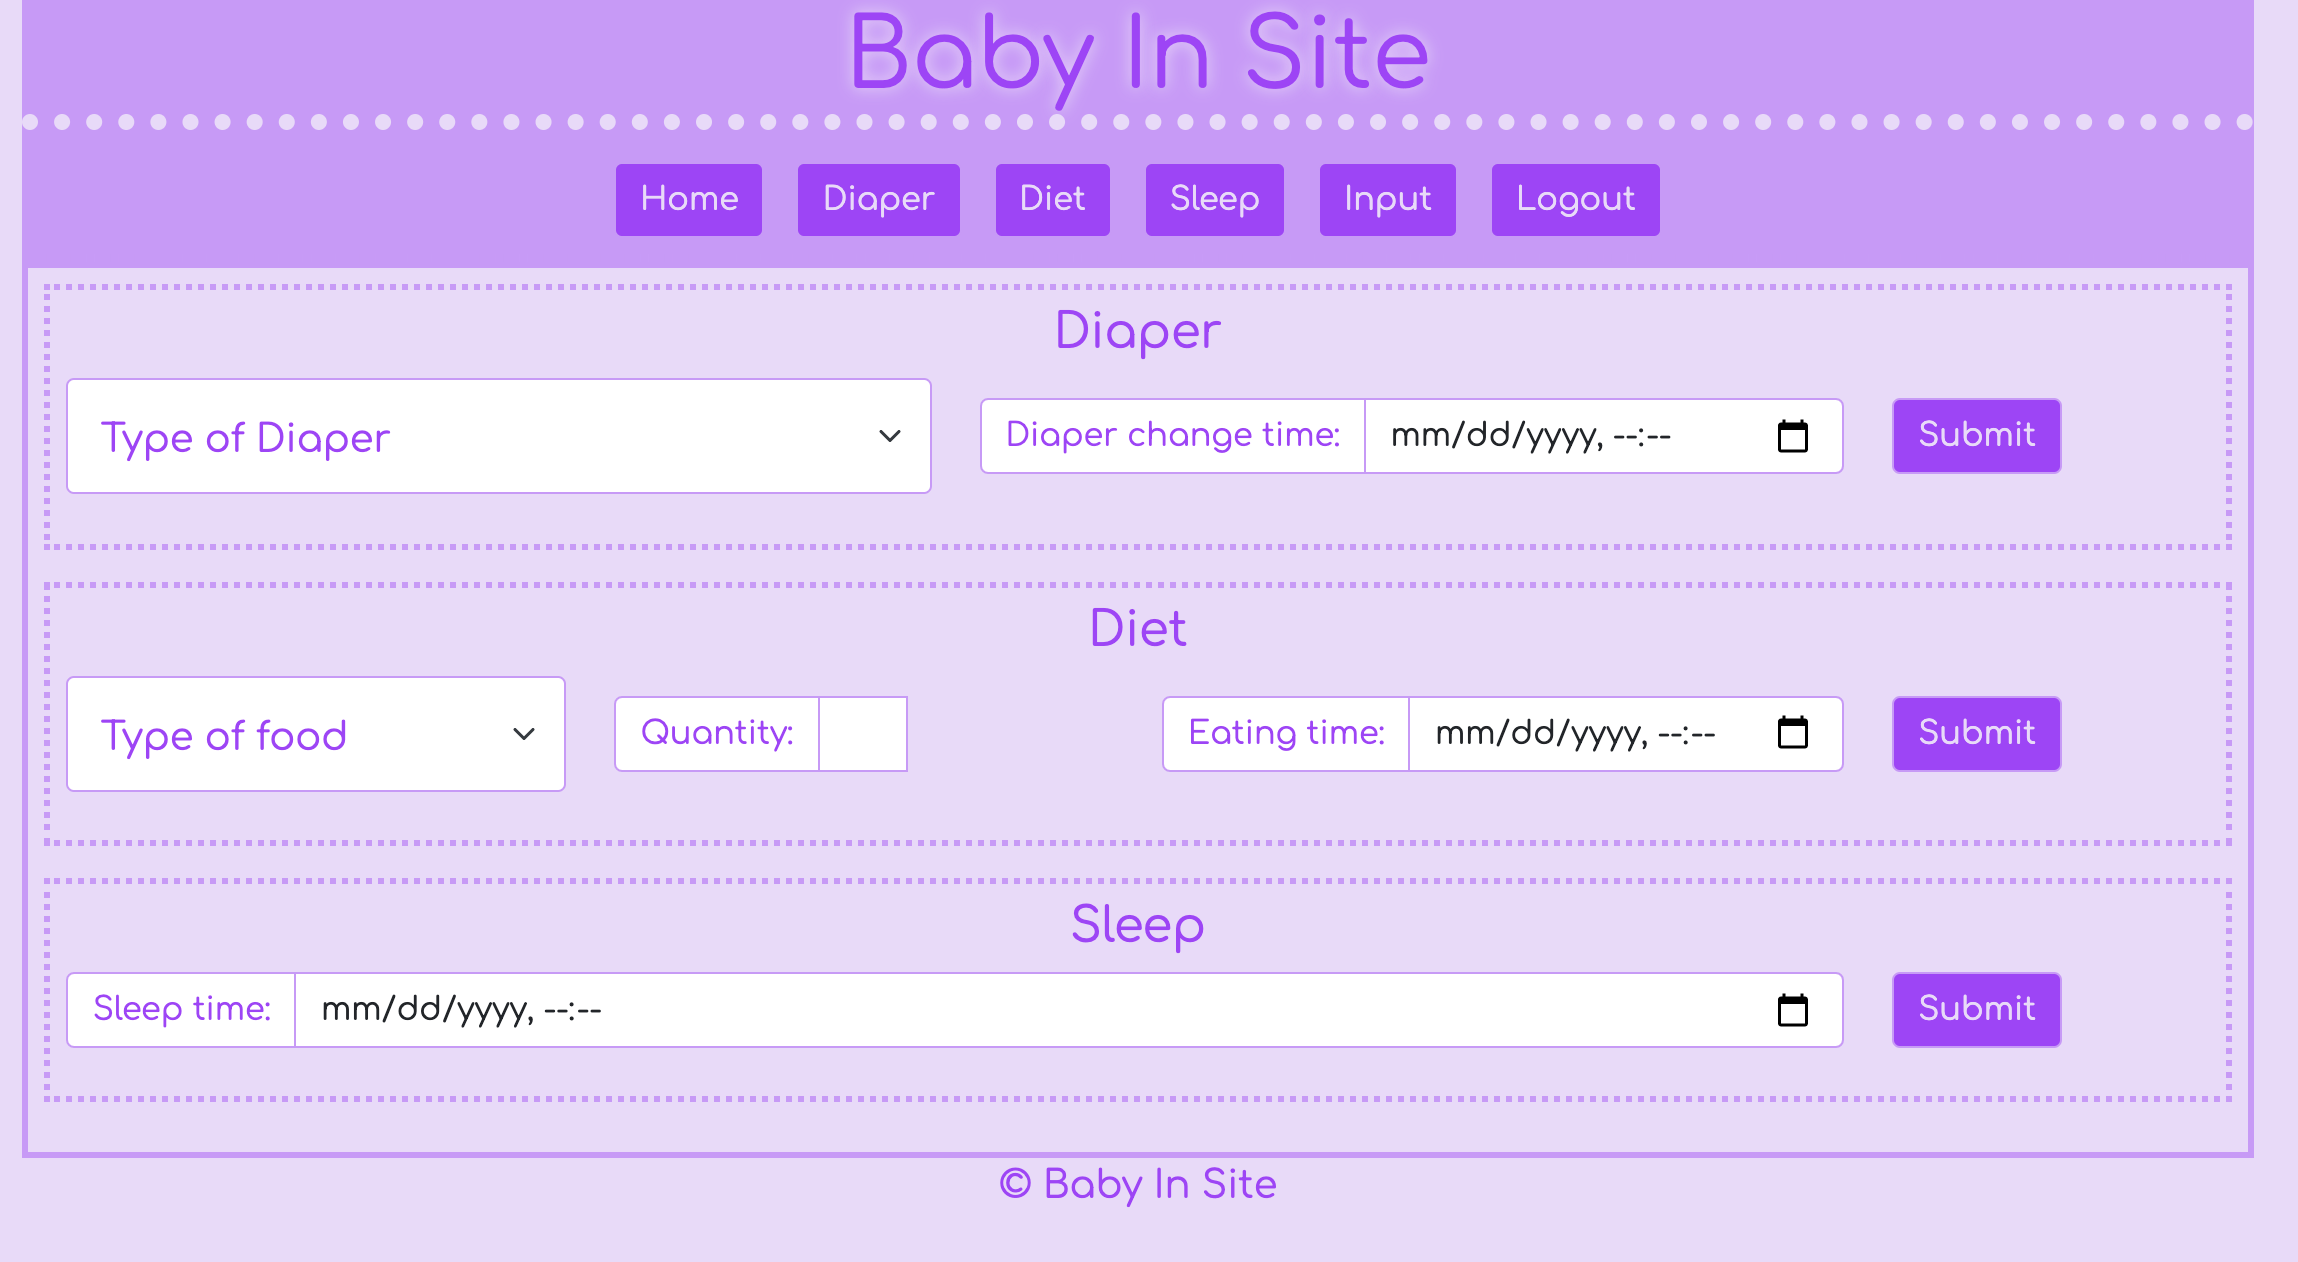 Baby In Site
Home Diaper Diet Sleep Input Logout
Diaper
Type of Diaper Diaper change time: mm/dd/yyyy, --:-- Submit
Diet
Type of food Quantity: Eating time: mm/dd/yyyy, --:-- Submit
Sleep
Sleep time: mm/dd/yyyy, --:-- Submit
© Baby In Site